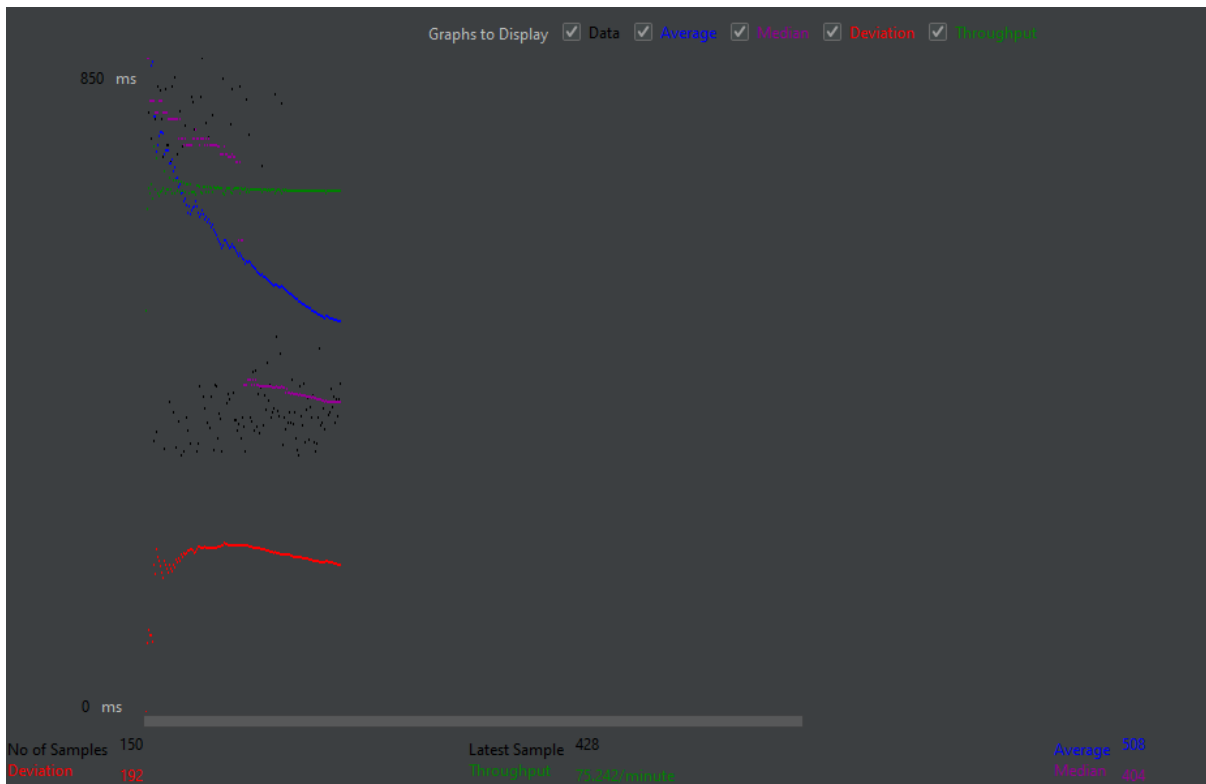 Graphs to Display Data Average Median Deviation Throughput
850 ms
0 ms
No of Samples 150 Latest Sample 428 Average 508
Deviation 192 Throughput 75.242/minute Median 404